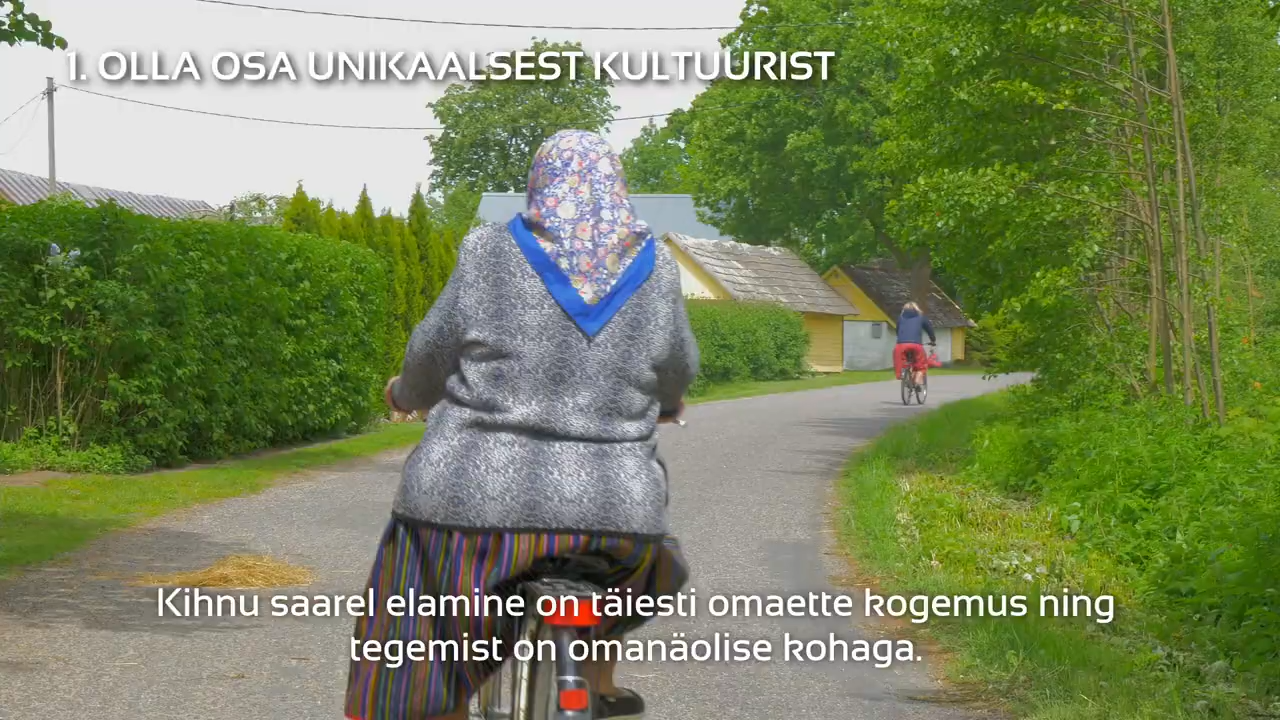 1. OLLA OSA UNIKAALSEST KULTUURIST
Kihnu saarel elamine on täiesti omaette kogemus ning
tegemist on omanäolise kohaga.